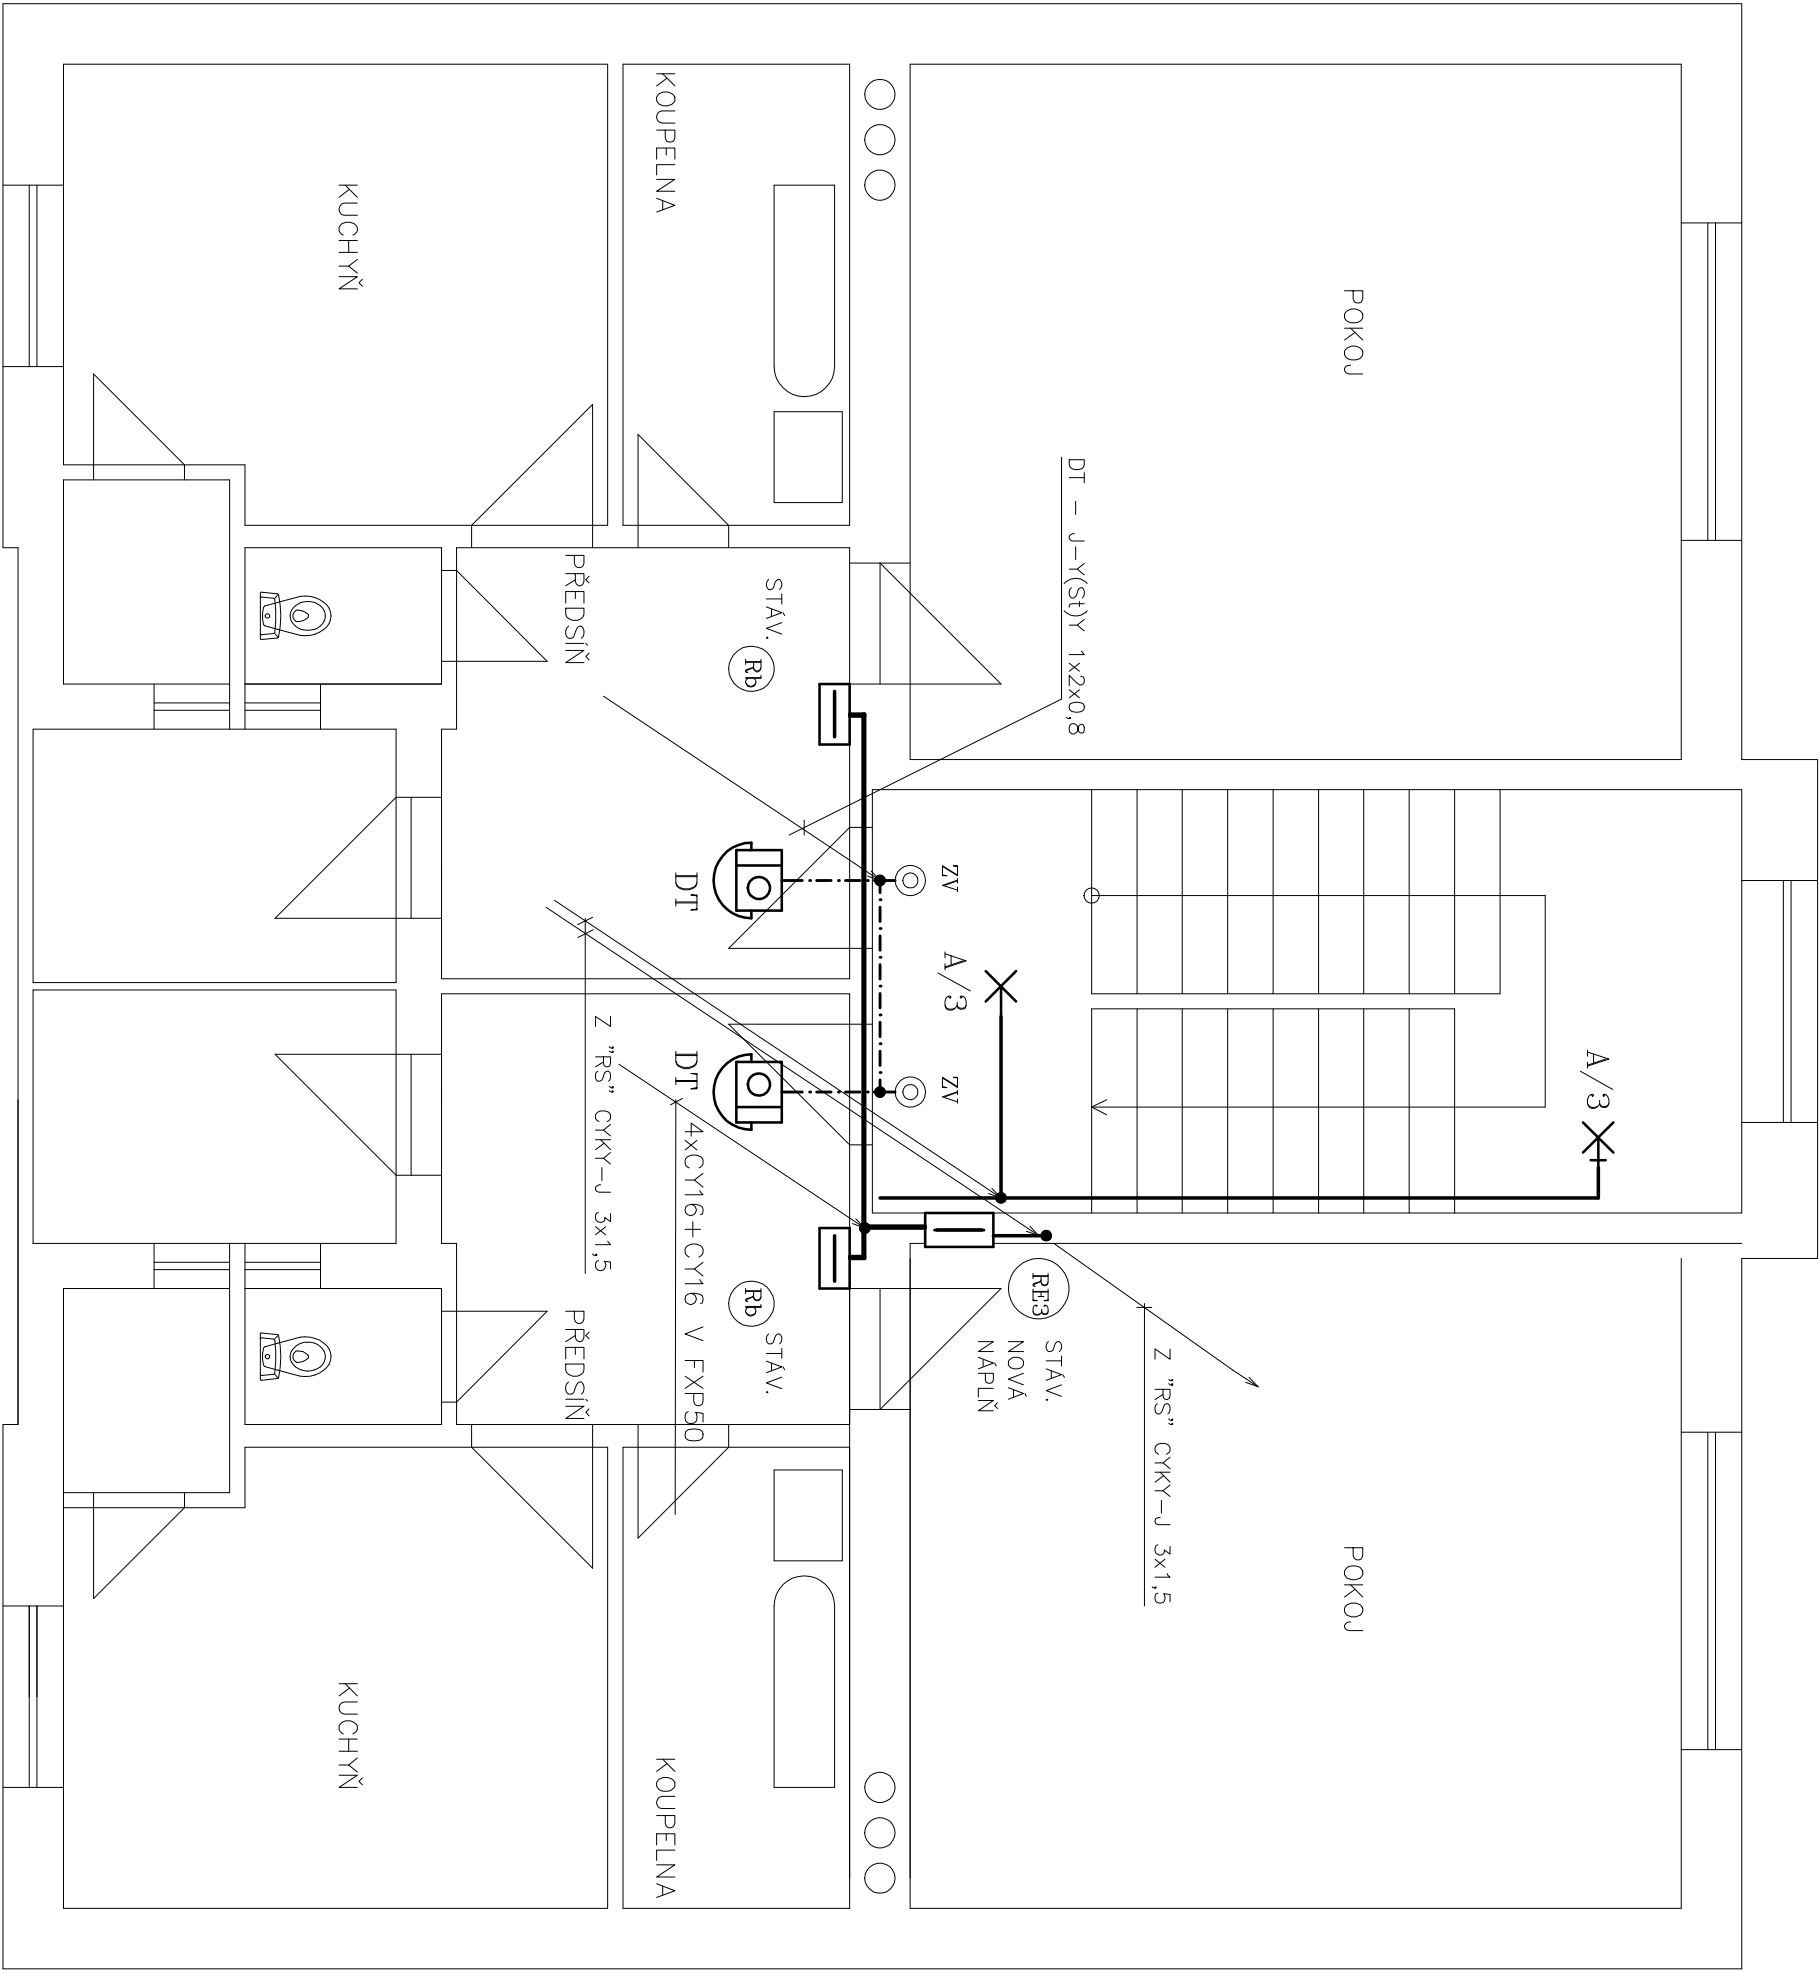 POKOJ
POKOJ
A/3
Z "RS" CYKY-J 3x1,5
DT - J-Y(St)Y 1x2x0,8
RE3
STÁV.
NOVÁ
NÁPLŇ
ZV
A/3
ZV
STÁV.
Rb
Rb
STÁV.
DT
DT
4xCY16+CY16 V FXP50
KOUPELNA
KOUPELNA
Z "RS" CYKY-J 3x1,5
PŘEDSÍŇ
PŘEDSÍŇ
KUCHYŇ
KUCHYŇ